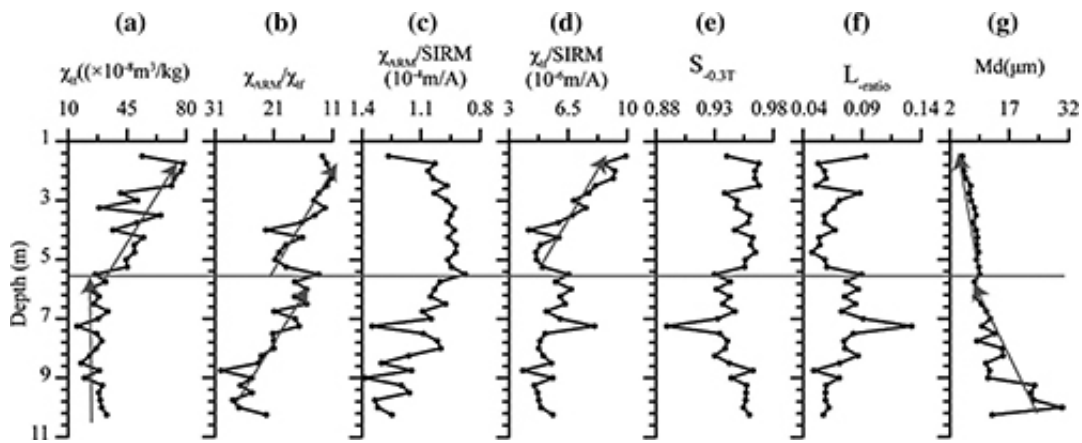 (a) (b) (c) (d) (e) (f) (g)
χlf((×10-8m3/kg) χARM/χlf χARM/SIRM (10-4m/A) χlf/SIRM (10-6m/A) S-0.3T L-ratio Md(μm)
10 45 80 31 21 11 1.4 1.1 0.8 3 6.5 10 0.88 0.93 0.98 0.04 0.09 0.14 2 17 32
1
3
5
7
9
11
Depth (m)